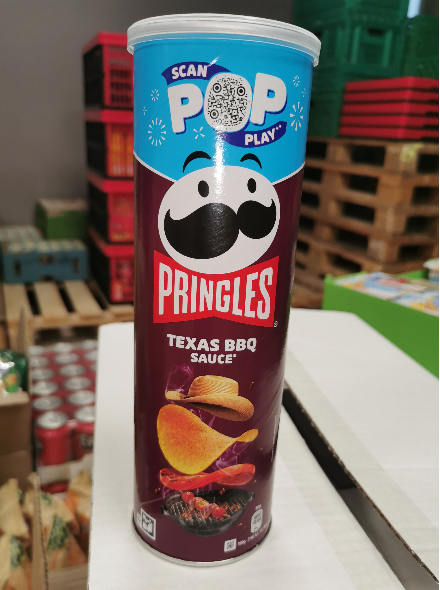 SCAN
POP
PLAY**
PRINGLES®
TEXAS BBQ
SAUCE*